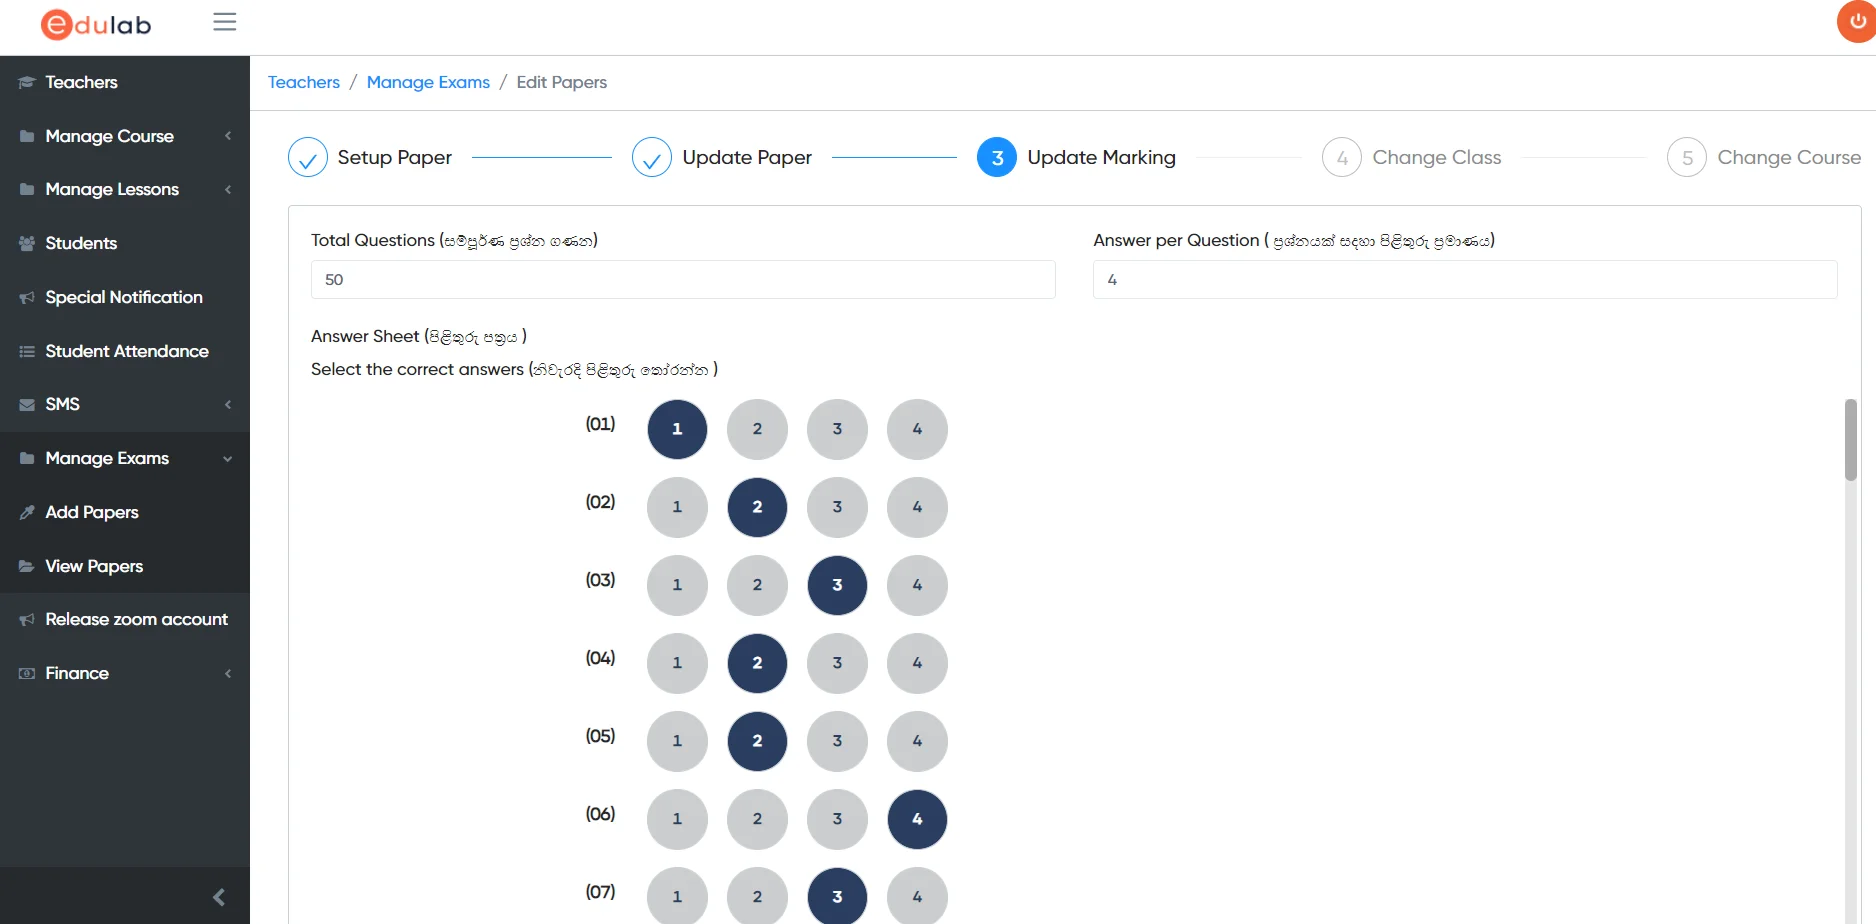 edulab
Teachers
Manage Course
Manage Lessons
Students
Special Notification
Student Attendance
SMS
Manage Exams
Add Papers
View Papers
Release zoom account
Finance
Teachers / Manage Exams / Edit Papers
Setup Paper
Update Paper
3 Update Marking
4 Change Class
5 Change Course
Total Questions (සම්පූර්ණ ප්‍රශ්න ගණන)
50
Answer per Question ( ප්‍රශ්නයක් සදහා පිළිතුරු ප්‍රමාණය)
4
Answer Sheet (පිළිතුරු පත්‍රය )
Select the correct answers (නිවැරදි පිළිතුරු තෝරන්න )
(01) 1 2 3 4
(02) 1 2 3 4
(03) 1 2 3 4
(04) 1 2 3 4
(05) 1 2 3 4
(06) 1 2 3 4
(07) 1 2 3 4